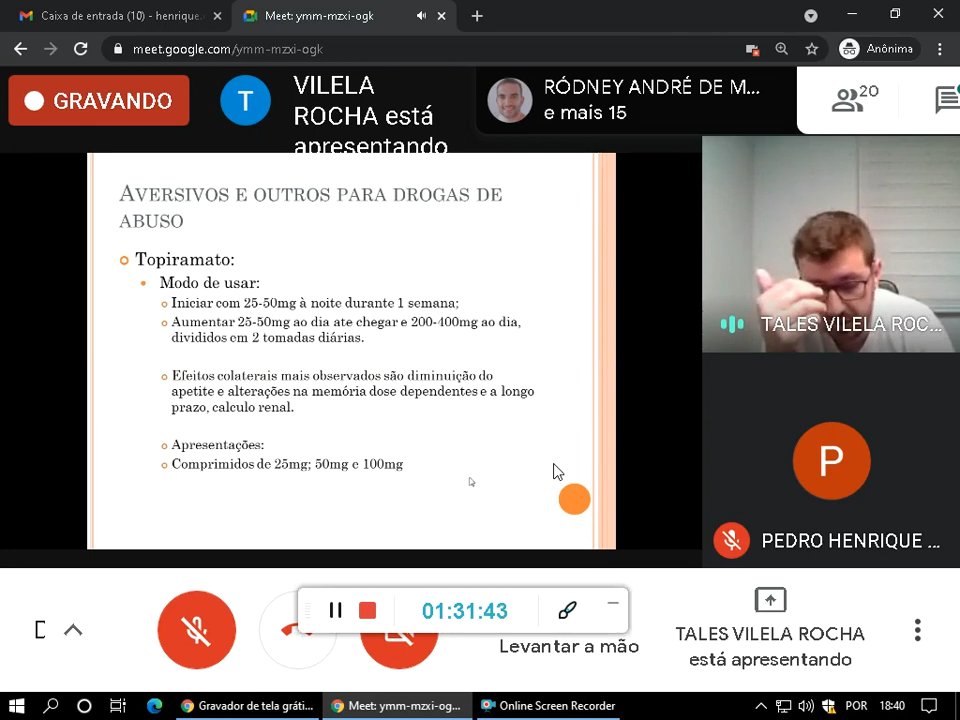 Caixa de entrada (10) - henrique.
Meet: ymm-mzxi-ogk
meet.google.com/ymm-mzxi-ogk
Anônima
GRAVANDO
T
VILELA
ROCHA está
apresentando
RÓDNEY ANDRÉ DE M...
e mais 15
20
AVERSIVOS E OUTROS PARA DROGAS DE
ABUSO
Topiramato:
Modo de usar:
Iniciar com 25-50mg à noite durante 1 semana;
Aumentar 25-50mg ao dia ate chegar e 200-400mg ao dia,
divididos em 2 tomadas diárias.
Efeitos colaterais mais observados são diminuição do
apetite e alterações na memória dose dependentes e a longo
prazo, calculo renal.
Apresentações:
Comprimidos de 25mg; 50mg e 100mg
TALES VILELA ROC...
P
PEDRO HENRIQUE ...
01:31:43
Levantar a mão
TALES VILELA ROCHA
está apresentando
Gravador de tela gráti...
Meet: ymm-mzxi-og...
Online Screen Recorder
POR
18:40